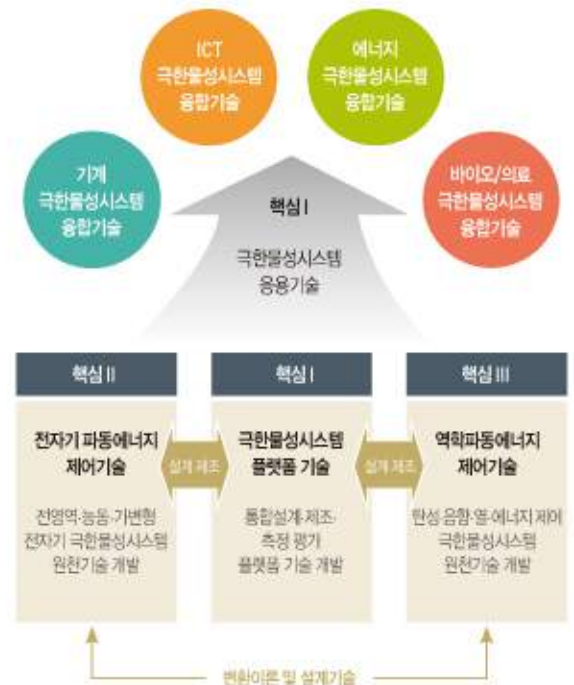 ICT
극한물성시스템
융합기술
에너지
극한물성시스템
융합기술
기계
극한물성시스템
융합기술
바이오/의료
극한물성시스템
융합기술
핵심 I
극한물성시스템
응용기술
핵심 II
핵심 I
핵심 III
전자기 파동에너지
제어기술
전영역·능동·가변형
전자기 극한물성시스템
원천기술 개발
설계 제조
극한물성시스템
플랫폼 기술
통합설계·제조·
측정 평가
플랫폼 기술 개발
설계 제조
역학파동에너지
제어기술
탄성·음향·열·에너지 제어
극한물성시스템
원천기술 개발
변환이론 및 설계기술